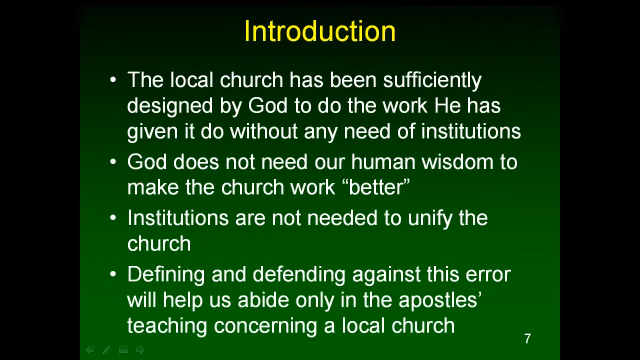 Introduction
• The local church has been sufficiently
designed by God to do the work He has
given it do without any need of institutions
• God does not need our human wisdom to
make the church work “better”
• Institutions are not needed to unify the
church
• Defining and defending against this error
will help us abide only in the apostles’
teaching concerning a local church
7